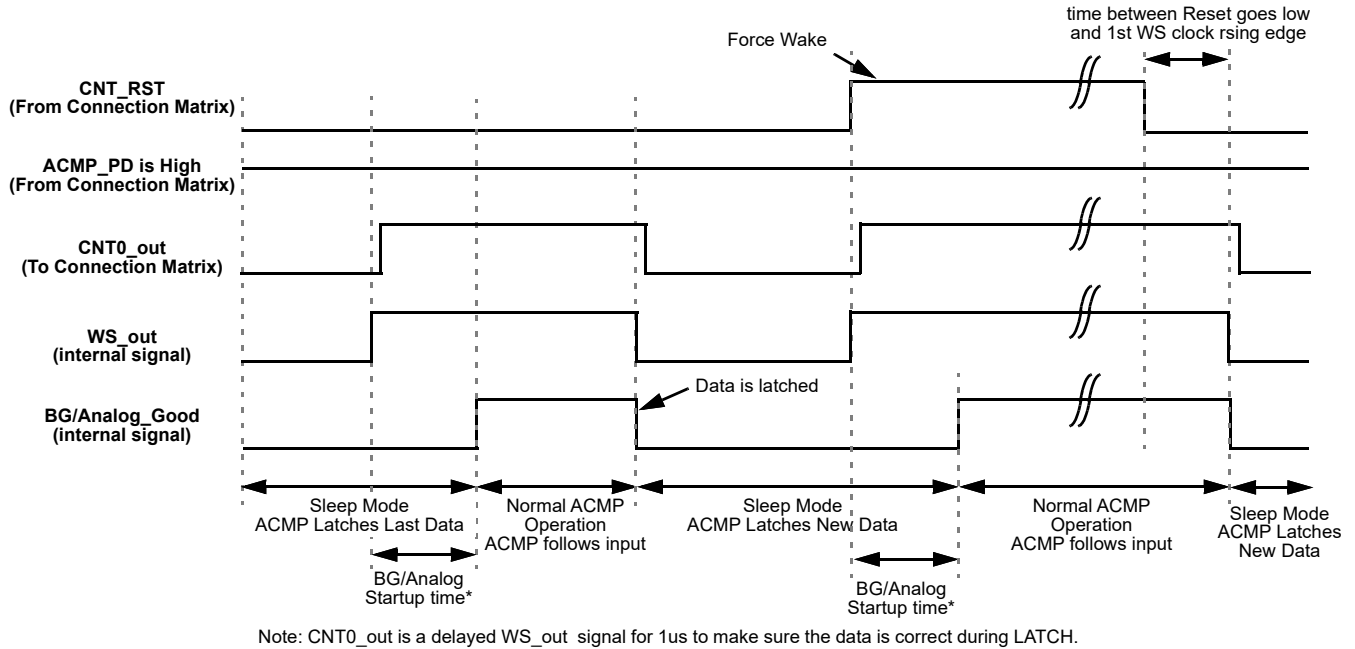 time between Reset goes low
and 1st WS clock rsing edge
Force Wake
CNT_RST
(From Connection Matrix)
ACMP_PD is High
(From Connection Matrix)
CNT0_out
(To Connection Matrix)
WS_out
(internal signal)
Data is latched
BG/Analog_Good
(internal signal)
Sleep Mode
ACMP Latches Last Data
Normal ACMP
Operation
ACMP follows input
Sleep Mode
ACMP Latches New Data
Normal ACMP
Operation
ACMP follows input
Sleep Mode
ACMP Latches
New Data
BG/Analog
Startup time*
BG/Analog
Startup time*
Note: CNT0_out is a delayed WS_out signal for 1us to make sure the data is correct during LATCH.